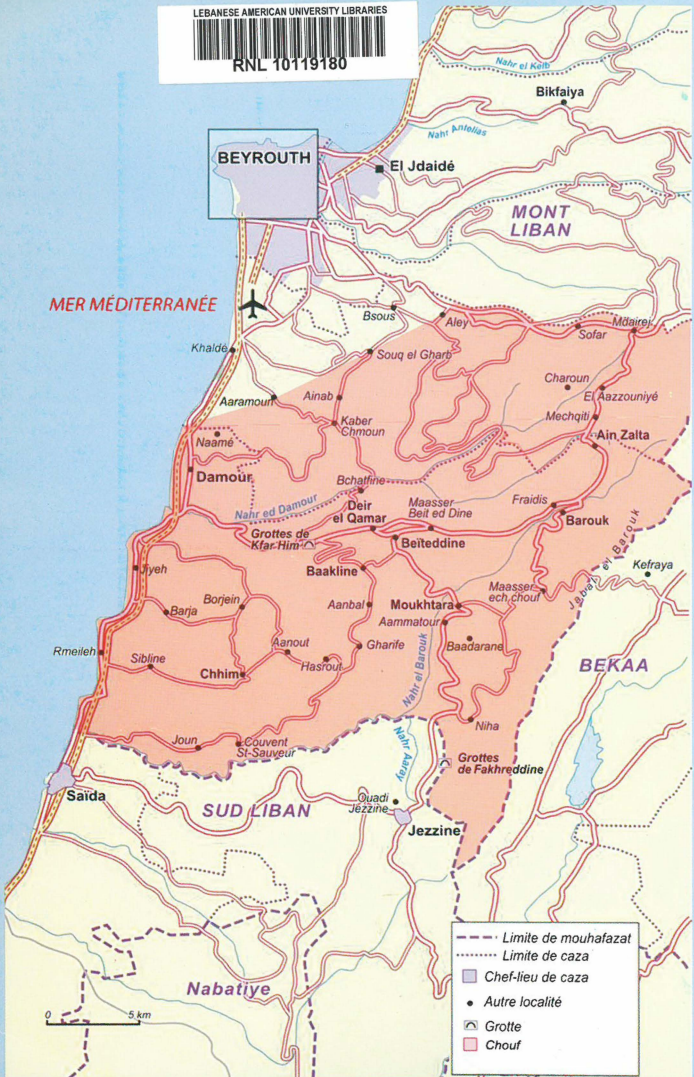 LEBANESE AMERICAN UNIVERSITY LIBRARIES
RNL 10119180
Nahr el Kelb
Bikfaiya
Nahr Antelias
BEYROUTH
El Jdaidé
MONT
LIBAN
MER MÉDITERRANÉE
Bsous
Aley
Sofar
Mdairej
Khaldé
Souq el Gharb
Charoun
El Aazzouniyé
Aaramoun
Ainab
Mechqiti
Kaber
Chmoun
Naamé
Ain Zalta
Damour
Bchatfine
Nahr ed Damour
Deir
el Qamar
Maasser
Beit ed Dine
Fraidis
Barouk
Grottes de
Kfar Him
Beïteddine
Jabal el Barouk
Jiyeh
Baakline
Kefraya
Maasser
ech chouf
Barja
Borjein
Aanbal
Moukhtara
Aammatour
Rmeileh
Sibline
Aanout
Hasrout
Gharife
Baadarane
BEKAA
Chhim
Nahr el Barouk
Niha
Joun
Couvent
St-Sauveur
Nahr Aaray
Grottes
de Fakhreddine
Saïda
SUD LIBAN
Ouadi
Jezzine
Jezzine
Nabatiye
0 5 km
Limite de mouhafazat
Limite de caza
Chef-lieu de caza
Autre localité
Grotte
Chouf